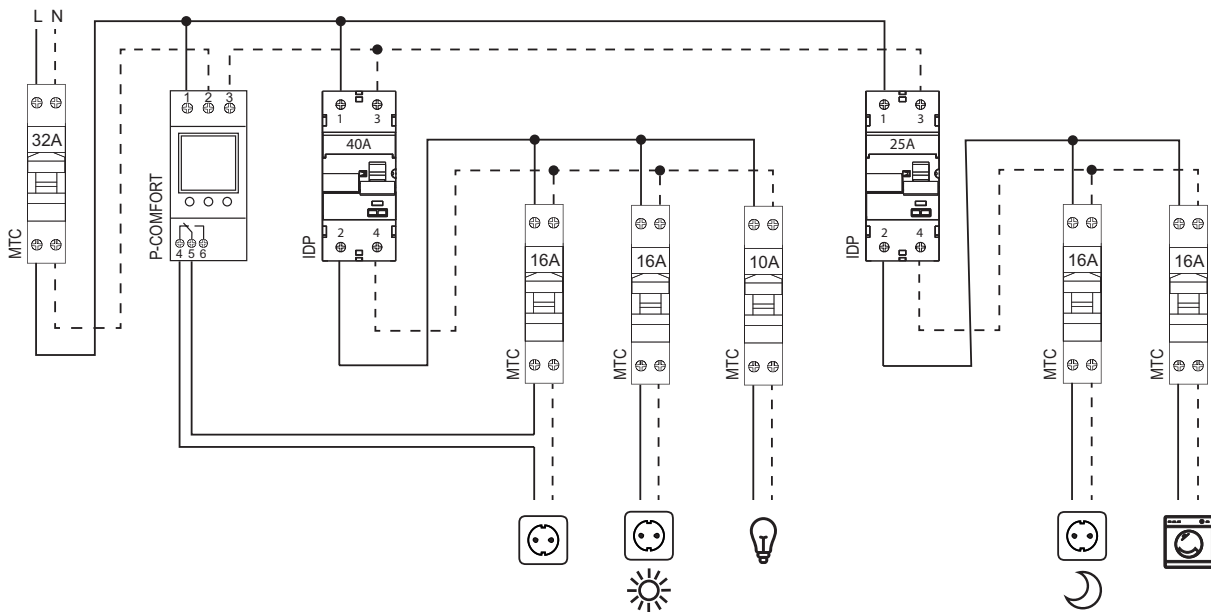 L N
1 2 3
1 3
1 3
32A
40A
25A
MTC
P-COMFORT
4 5 6
IDP
2 4
IDP
2 4
16A
16A
10A
16A
16A
MTC
MTC
MTC
MTC
MTC